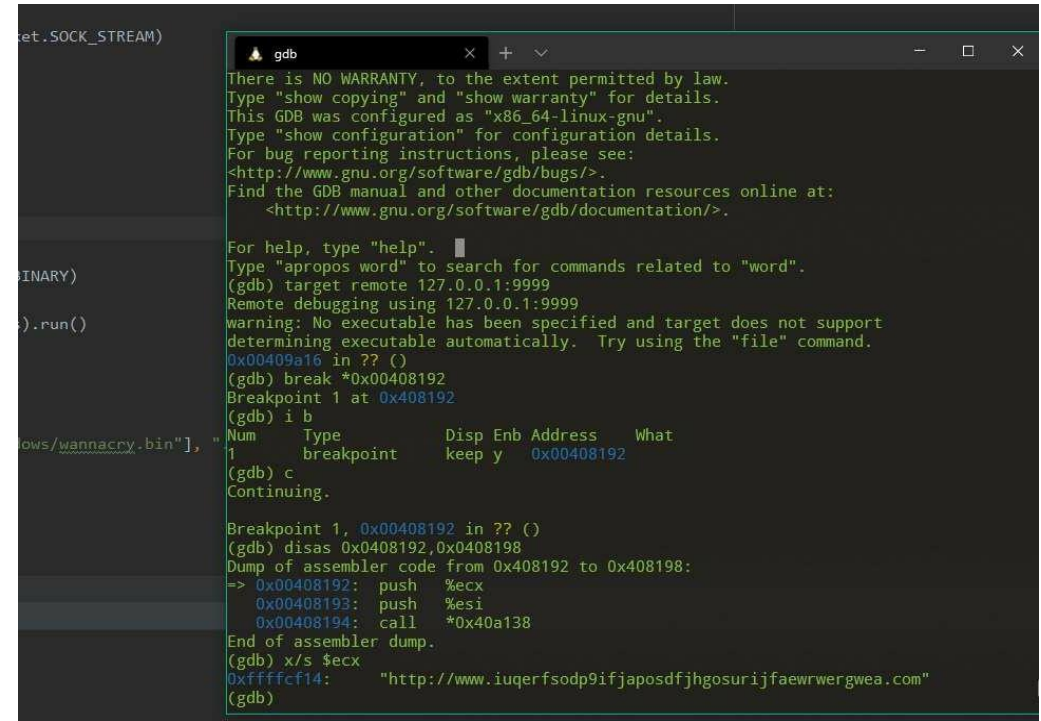 ket.SOCK_STREAM)
gdb
There is NO WARRANTY, to the extent permitted by law.
Type "show copying" and "show warranty" for details.
This GDB was configured as "x86_64-linux-gnu".
Type "show configuration" for configuration details.
For bug reporting instructions, please see:
<http://www.gnu.org/software/gdb/bugs/>.
Find the GDB manual and other documentation resources online at:
<http://www.gnu.org/software/gdb/documentation/>.
For help, type "help".
BINARY)
Type "apropos word" to search for commands related to "word".
(gdb) target remote 127.0.0.1:9999
Remote debugging using 127.0.0.1:9999
).run()
warning: No executable has been specified and target does not support
determining executable automatically.  Try using the "file" command.
0x00409a16 in ?? ()
(gdb) break *0x00408192
Breakpoint 1 at 0x408192
(gdb) i b
Num     Type           Disp Enb Address    What
dows/wannacry.bin"], "
1       breakpoint     keep y   0x00408192
(gdb) c
Continuing.
Breakpoint 1, 0x00408192 in ?? ()
(gdb) disas 0x0408192,0x0408198
Dump of assembler code from 0x408192 to 0x408198:
=> 0x00408192:  push   %ecx
0x00408193:  push   %esi
0x00408194:  call   *0x40a138
End of assembler dump.
(gdb) x/s $ecx
0xffffcf14:     "http://www.iuqerfsodp9ifjaposdfjhgosurijfaewrwergwea.com"
(gdb)